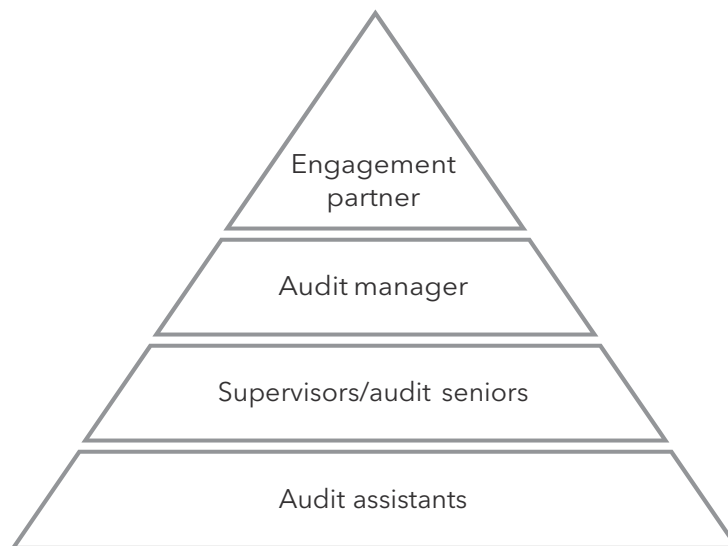 Engagement
partner
Audit manager
Supervisors/audit seniors
Audit assistants